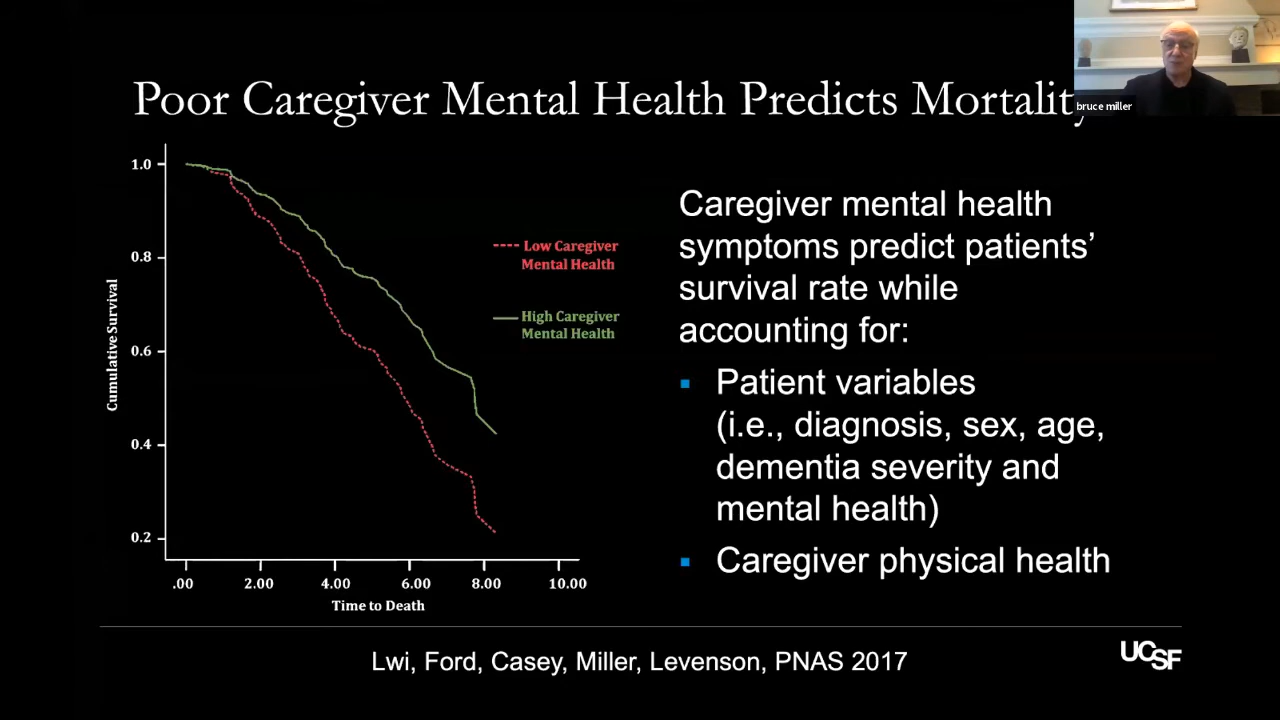 Poor Caregiver Mental Health Predicts Mortality
bruce miller
1.0
0.8
0.6
0.4
0.2
Cumulative Survival
Low Caregiver
Mental Health
High Caregiver
Mental Health
.00 2.00 4.00 6.00 8.00 10.00
Time to Death
Caregiver mental health
symptoms predict patients’
survival rate while
accounting for:
▪ Patient variables
(i.e., diagnosis, sex, age,
dementia severity and
mental health)
▪ Caregiver physical health
Lwi, Ford, Casey, Miller, Levenson, PNAS 2017
UCSF